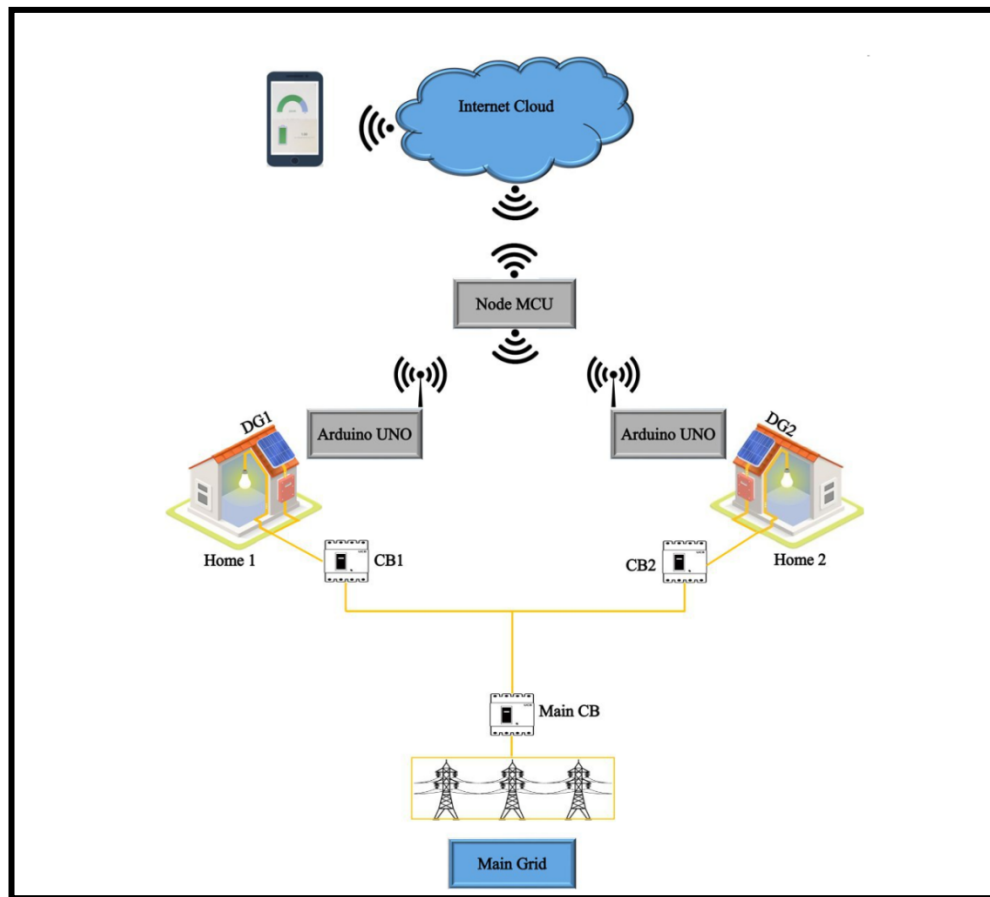 Internet Cloud
Node MCU
Arduino UNO
Arduino UNO
DG1
DG2
Home 1
CB1
CB2
Home 2
Main CB
Main Grid